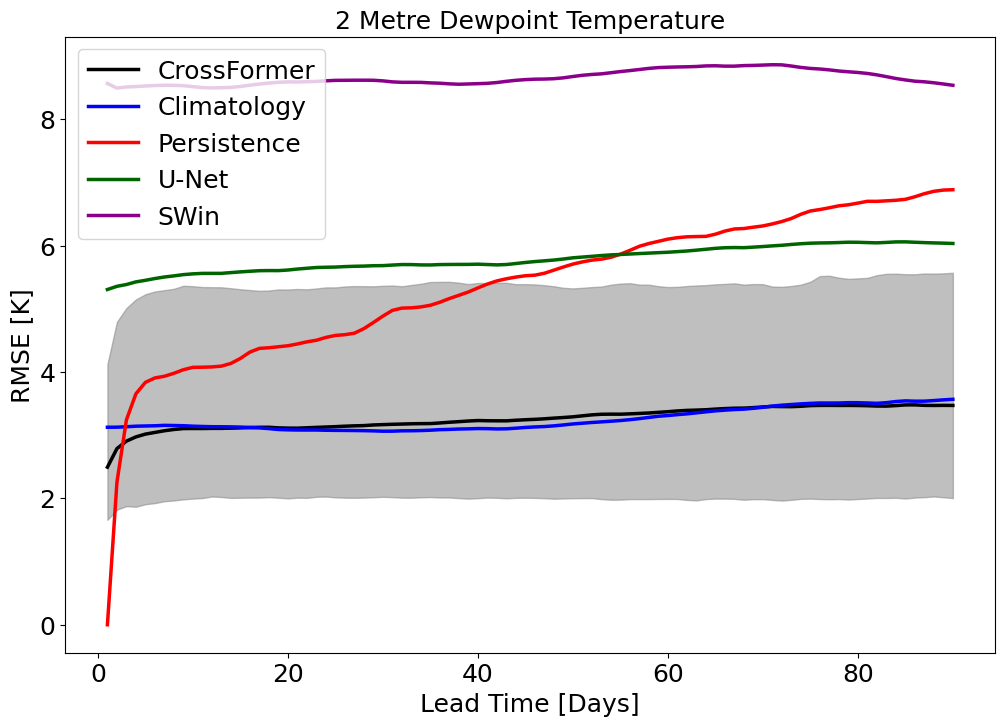 2 Metre Dewpoint Temperature
CrossFormer
Climatology
Persistence
U-Net
SWin
RMSE [K]
8
6
4
2
0
0 20 40 60 80
Lead Time [Days]